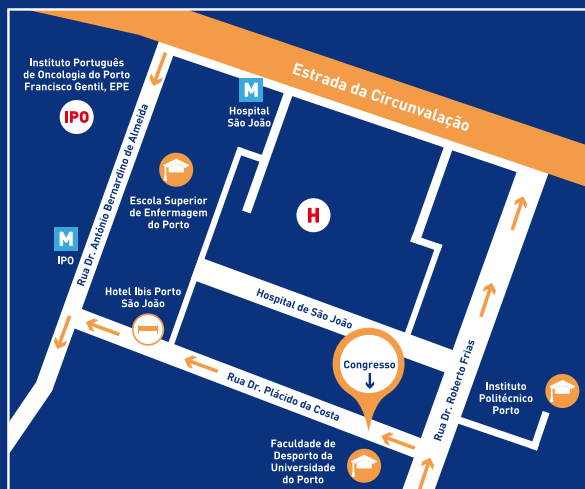 Estrada da Circunvalação
Instituto Português
de Oncologia do Porto
Francisco Gentil, EPE
IPO
M
Hospital
São João
Rua Dr. António Bernardino de Almeida
Escola Superior
de Enfermagem
do Porto
H
M
IPO
Hotel Ibis Porto
São João
Hospital de São João
Congresso
Rua Dr. Plácido da Costa
Rua Dr. Roberto Frias
Instituto
Politécnico
Porto
Faculdade de
Desporto da
Universidade
do Porto